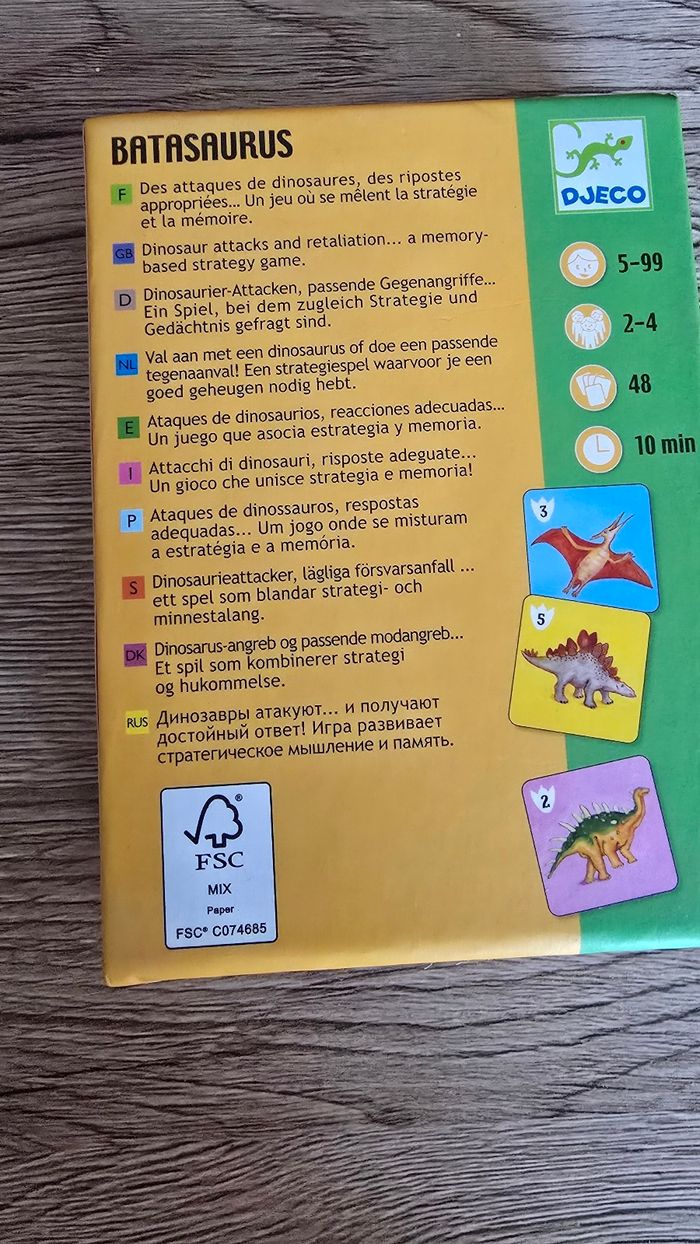 BATASAURUS
F Des attaques de dinosaures, des ripostes
appropriées... Un jeu où se mêlent la stratégie
et la mémoire.
GB Dinosaur attacks and retaliation... a memory-
based strategy game.
D Dinosaurier-Attacken, passende Gegenangriffe...
Ein Spiel, bei dem zugleich Strategie und
Gedächtnis gefragt sind.
NL Val aan met een dinosaurus of doe een passende
tegenaanval! Een strategiespel waarvoor je een
goed geheugen nodig hebt.
E Ataques de dinosaurios, reacciones adecuadas...
Un juego que asocia estrategia y memoria.
I Attacchi di dinosauri, risposte adeguate...
Un gioco che unisce strategia e memoria!
P Ataques de dinossauros, respostas
adequadas... Um jogo onde se misturam
a estratégia e a memória.
S Dinosaurieattacker, lägliga försvarsanfall ...
ett spel som blandar strategi- och
minnestalang.
DK Dinosarus-angreb og passende modangreb...
Et spil som kombinerer strategi
og hukommelse.
RUS Динозавры атакуют... и получают
достойный ответ! Игра развивает
стратегическое мышление и память.
FSC
®
MIX
Paper
FSC® C074685
DJECO
5-99
2-4
48
10 min
3
5
2